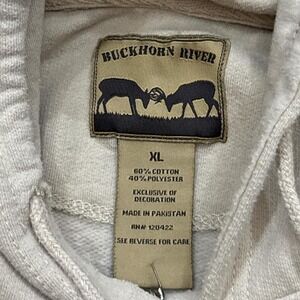 BUCKHORN RIVER
XL
60% COTTON
40% POLYESTER
EXCLUSIVE OF
DECORATION
MADE IN PAKISTAN
RN# 120422
SEE REVERSE FOR CARE